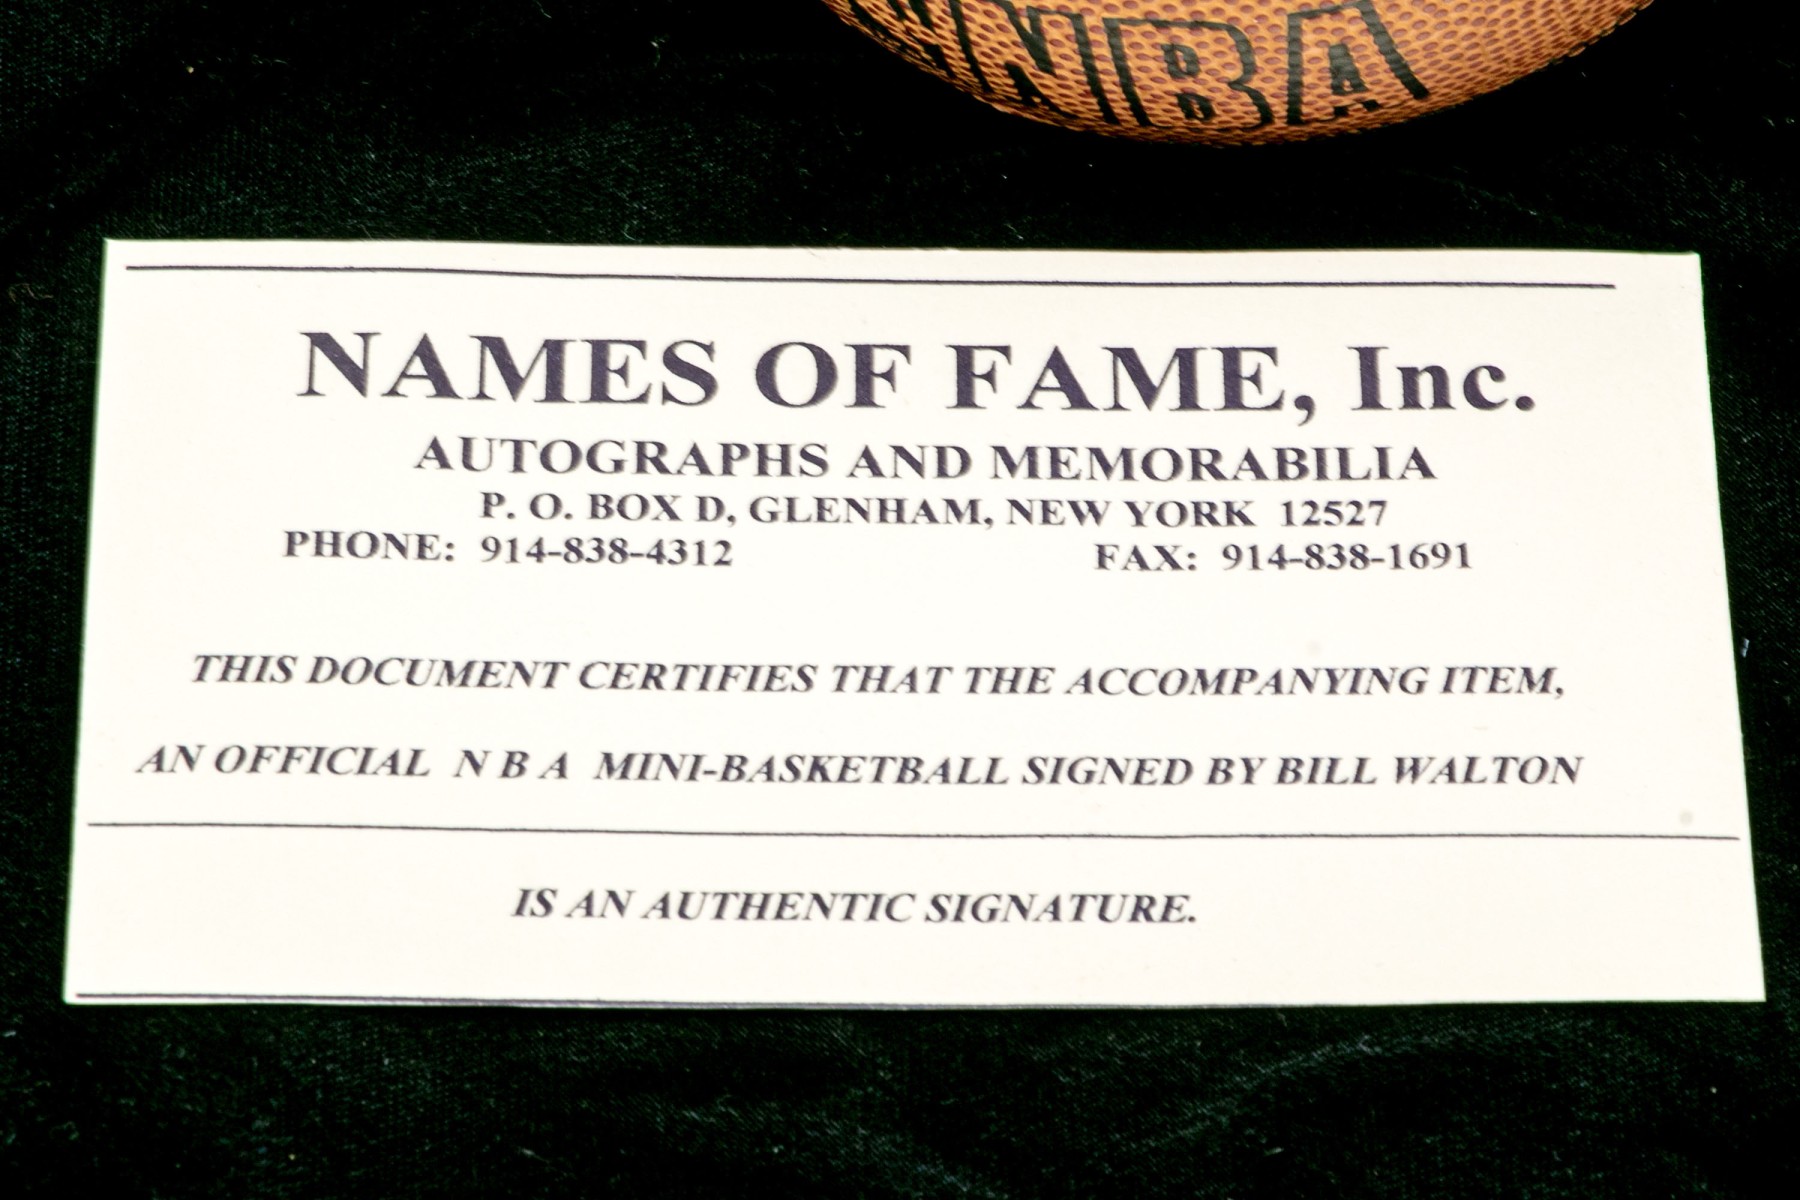 NBA
NAMES OF FAME, Inc.
AUTOGRAPHS AND MEMORABILIA
P. O. BOX D, GLENHAM, NEW YORK 12527
PHONE: 914-838-4312 FAX: 914-838-1691
THIS DOCUMENT CERTIFIES THAT THE ACCOMPANYING ITEM,
AN OFFICIAL N B A MINI-BASKETBALL SIGNED BY BILL WALTON
IS AN AUTHENTIC SIGNATURE.